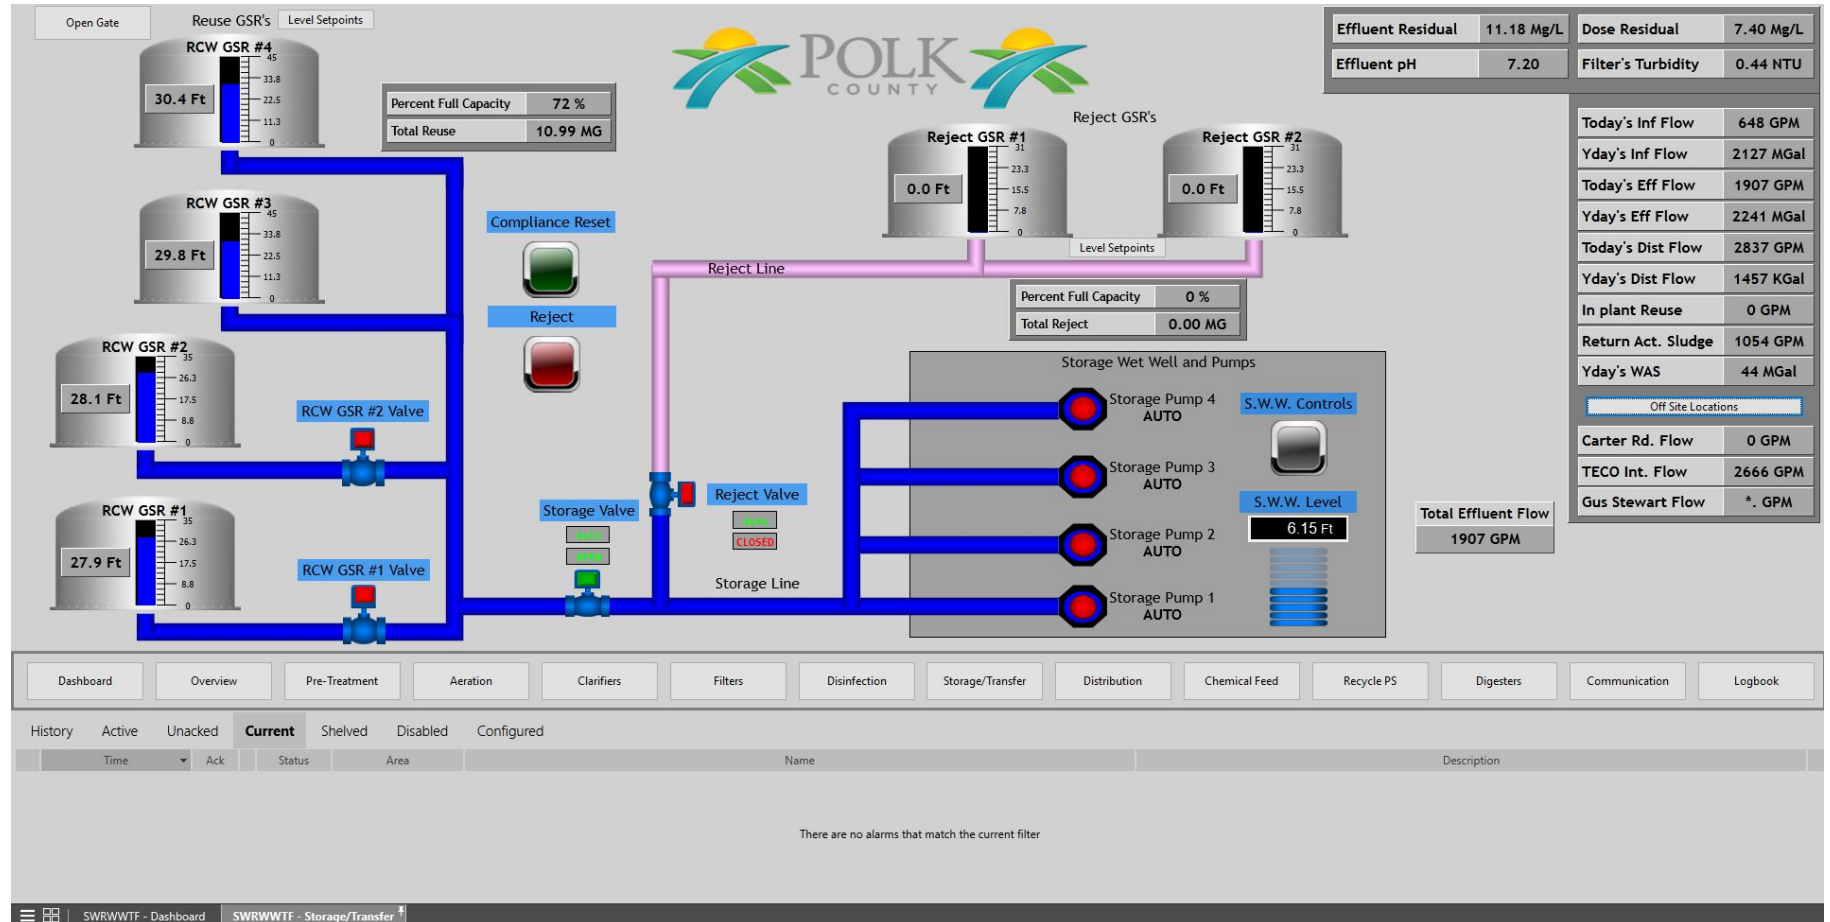 Open Gate
Reuse GSR's
Level Setpoints
RCW GSR #4
30.4 Ft
45
33.8
22.5
11.3
0
Percent Full Capacity 72 %
Total Reuse 10.99 MG
RCW GSR #3
29.8 Ft
45
33.8
22.5
11.3
0
RCW GSR #2
28.1 Ft
35
26.3
17.5
8.8
0
RCW GSR #2 Valve
RCW GSR #1
27.9 Ft
35
26.3
17.5
8.8
0
RCW GSR #1 Valve
POLK
COUNTY
Compliance Reset
Reject
Reject GSR's
Reject GSR #1
0.0 Ft
31
23.3
15.5
7.8
0
Reject GSR #2
0.0 Ft
31
23.3
15.5
7.8
0
Level Setpoints
Reject Line
Percent Full Capacity 0 %
Total Reject 0.00 MG
Storage Valve
AUTO
OPEN
Reject Valve
Auto
CLOSED
Storage Line
Storage Wet Well and Pumps
Storage Pump 4
AUTO
Storage Pump 3
AUTO
Storage Pump 2
AUTO
Storage Pump 1
AUTO
S.W.W. Controls
S.W.W. Level
6.15 Ft
Total Effluent Flow
1907 GPM
Effluent Residual 11.18 Mg/L Dose Residual 7.40 Mg/L
Effluent pH 7.20 Filter's Turbidity 0.44 NTU
Today's Inf Flow 648 GPM
Yday's Inf Flow 2127 MGal
Today's Eff Flow 1907 GPM
Yday's Eff Flow 2241 MGal
Today's Dist Flow 2837 GPM
Yday's Dist Flow 1457 KGal
In plant Reuse 0 GPM
Return Act. Sludge 1054 GPM
Yday's WAS 44 MGal
Off Site Locations
Carter Rd. Flow 0 GPM
TECO Int. Flow 2666 GPM
Gus Stewart Flow *. GPM
Dashboard Overview Pre-Treatment Aeration Clarifiers Filters Disinfection Storage/Transfer Distribution Chemical Feed Recycle PS Digesters Communication Logbook
History Active Unacked Current Shelved Disabled Configured
Time Ack Status Area Name Description
There are no alarms that match the current filter
SWRWWTF - Dashboard SWRWWTF - Storage/Transfer